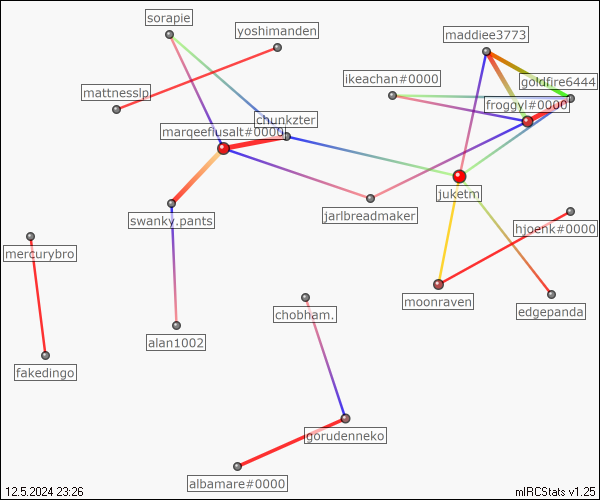 sorapie
yoshimanden
maddiee3773
ikeachan#0000
goldfire6444
mattnesslp
froggyl#0000
chunkzter
marqeeflusalt#0000
juketm
jarlbreadmaker
swanky.pants
hjoenk#0000
mercurybro
moonraven
edgepanda
chobham.
alan1002
fakedingo
gorudenneko
albamare#0000
12.5.2024 23:26
mIRCStats v1.25